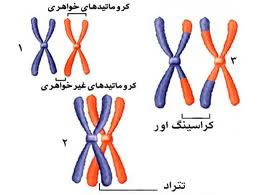 کروماتیدهای خواهری
۱
کروماتیدهای غیرخواهری
۲
تتراد
۳
کراسینگ اور